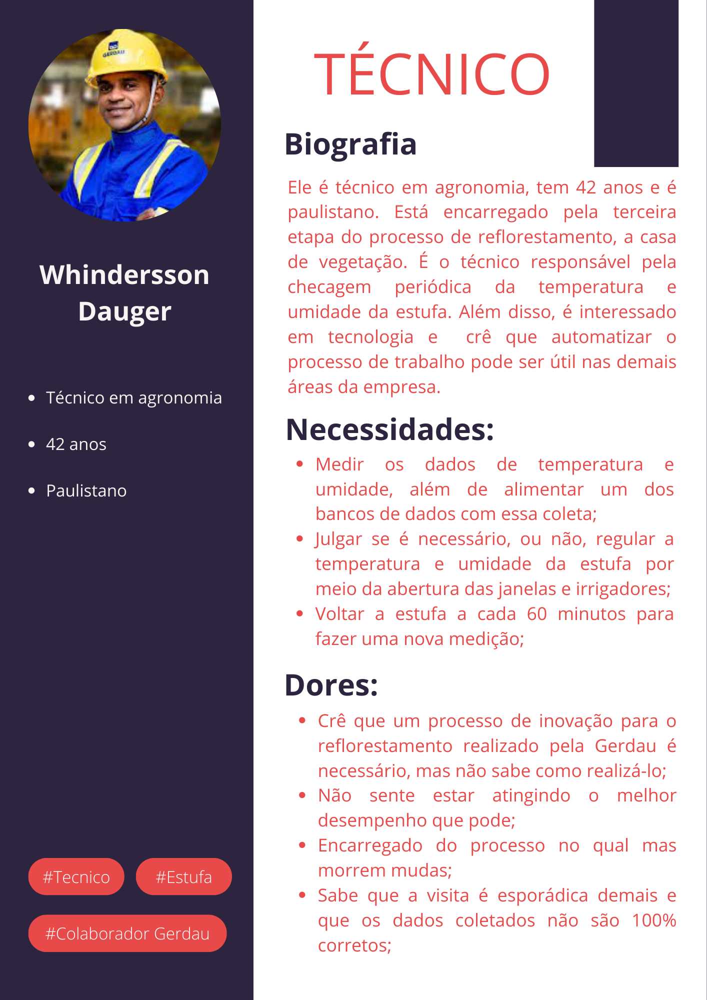 GERDAU
Whindersson
Dauger
• Técnico em agronomia
• 42 anos
• Paulistano
#Tecnico
#Estufa
#Colaborador Gerdau
TÉCNICO
Biografia
Ele é técnico em agronomia, tem 42 anos e é
paulistano. Está encarregado pela terceira
etapa do processo de reflorestamento, a casa
de vegetação. É o técnico responsável pela
checagem periódica da temperatura e
umidade da estufa. Além disso, é interessado
em tecnologia e crê que automatizar o
processo de trabalho pode ser útil nas demais
áreas da empresa.
Necessidades:
• Medir os dados de temperatura e
umidade, além de alimentar um dos
bancos de dados com essa coleta;
• Julgar se é necessário, ou não, regular a
temperatura e umidade da estufa por
meio da abertura das janelas e irrigadores;
• Voltar a estufa a cada 60 minutos para
fazer uma nova medição;
Dores:
• Crê que um processo de inovação para o
reflorestamento realizado pela Gerdau é
necessário, mas não sabe como realizá-lo;
• Não sente estar atingindo o melhor
desempenho que pode;
• Encarregado do processo no qual mas
morrem mudas;
• Sabe que a visita é esporádica demais e
que os dados coletados não são 100%
corretos;